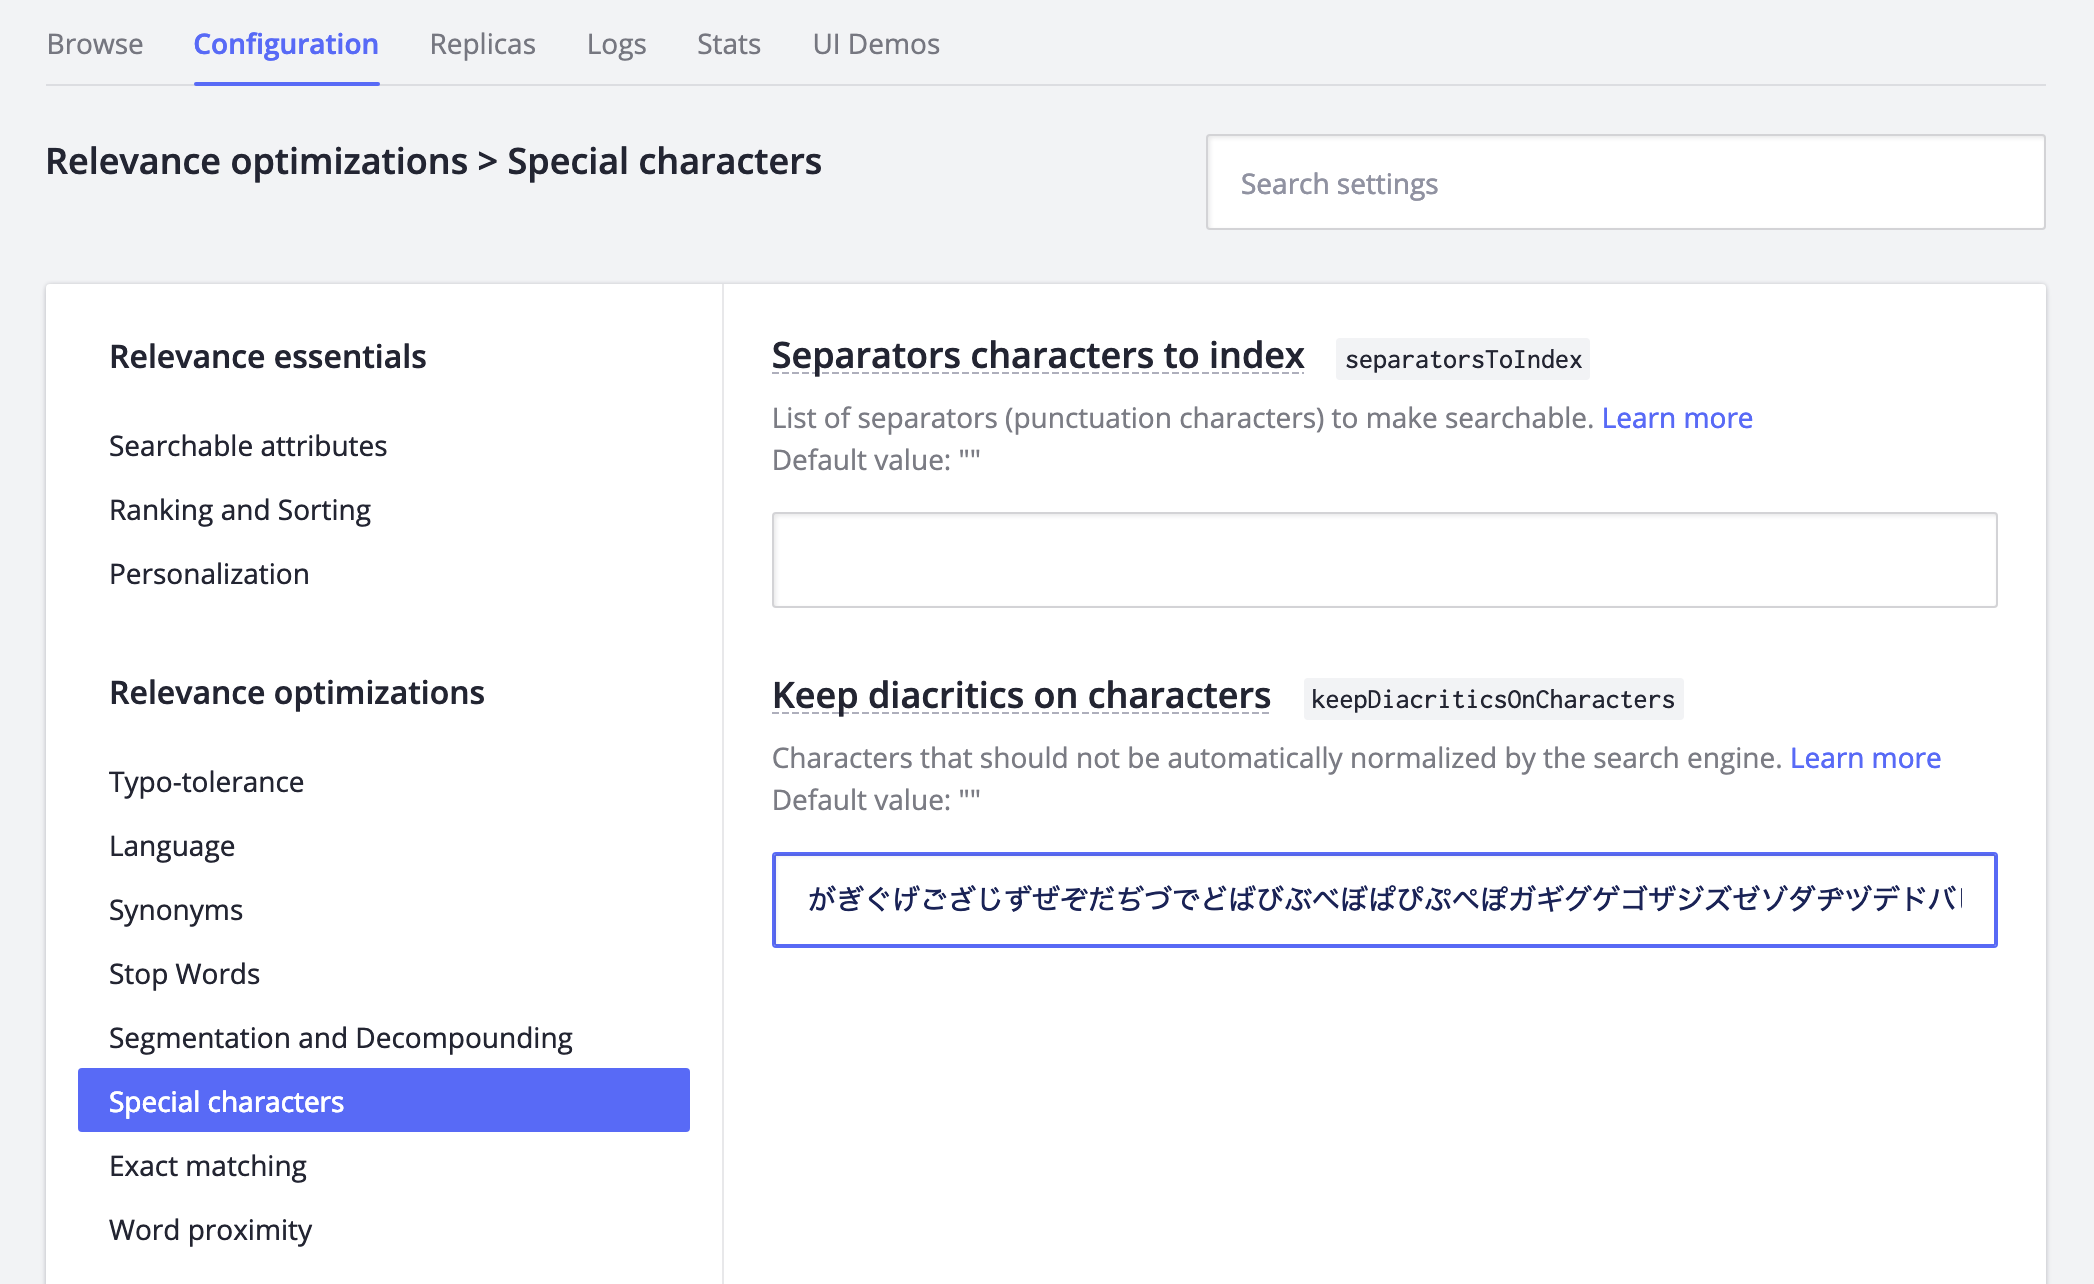 Browse Configuration Replicas Logs Stats UI Demos
Relevance optimizations > Special characters
Search settings
Relevance essentials
Searchable attributes
Ranking and Sorting
Personalization
Relevance optimizations
Typo-tolerance
Language
Synonyms
Stop Words
Segmentation and Decompounding
Special characters
Exact matching
Word proximity
Separators characters to index separatorsToIndex
List of separators (punctuation characters) to make searchable. Learn more
Default value: ""
Keep diacritics on characters keepDiacriticsOnCharacters
Characters that should not be automatically normalized by the search engine. Learn more
Default value: ""
がぎぐげござじずぜぞだぢづでどばびぶべぼぱぴぷぺぽガギグゲゴザジズゼゾダヂヅデドバ